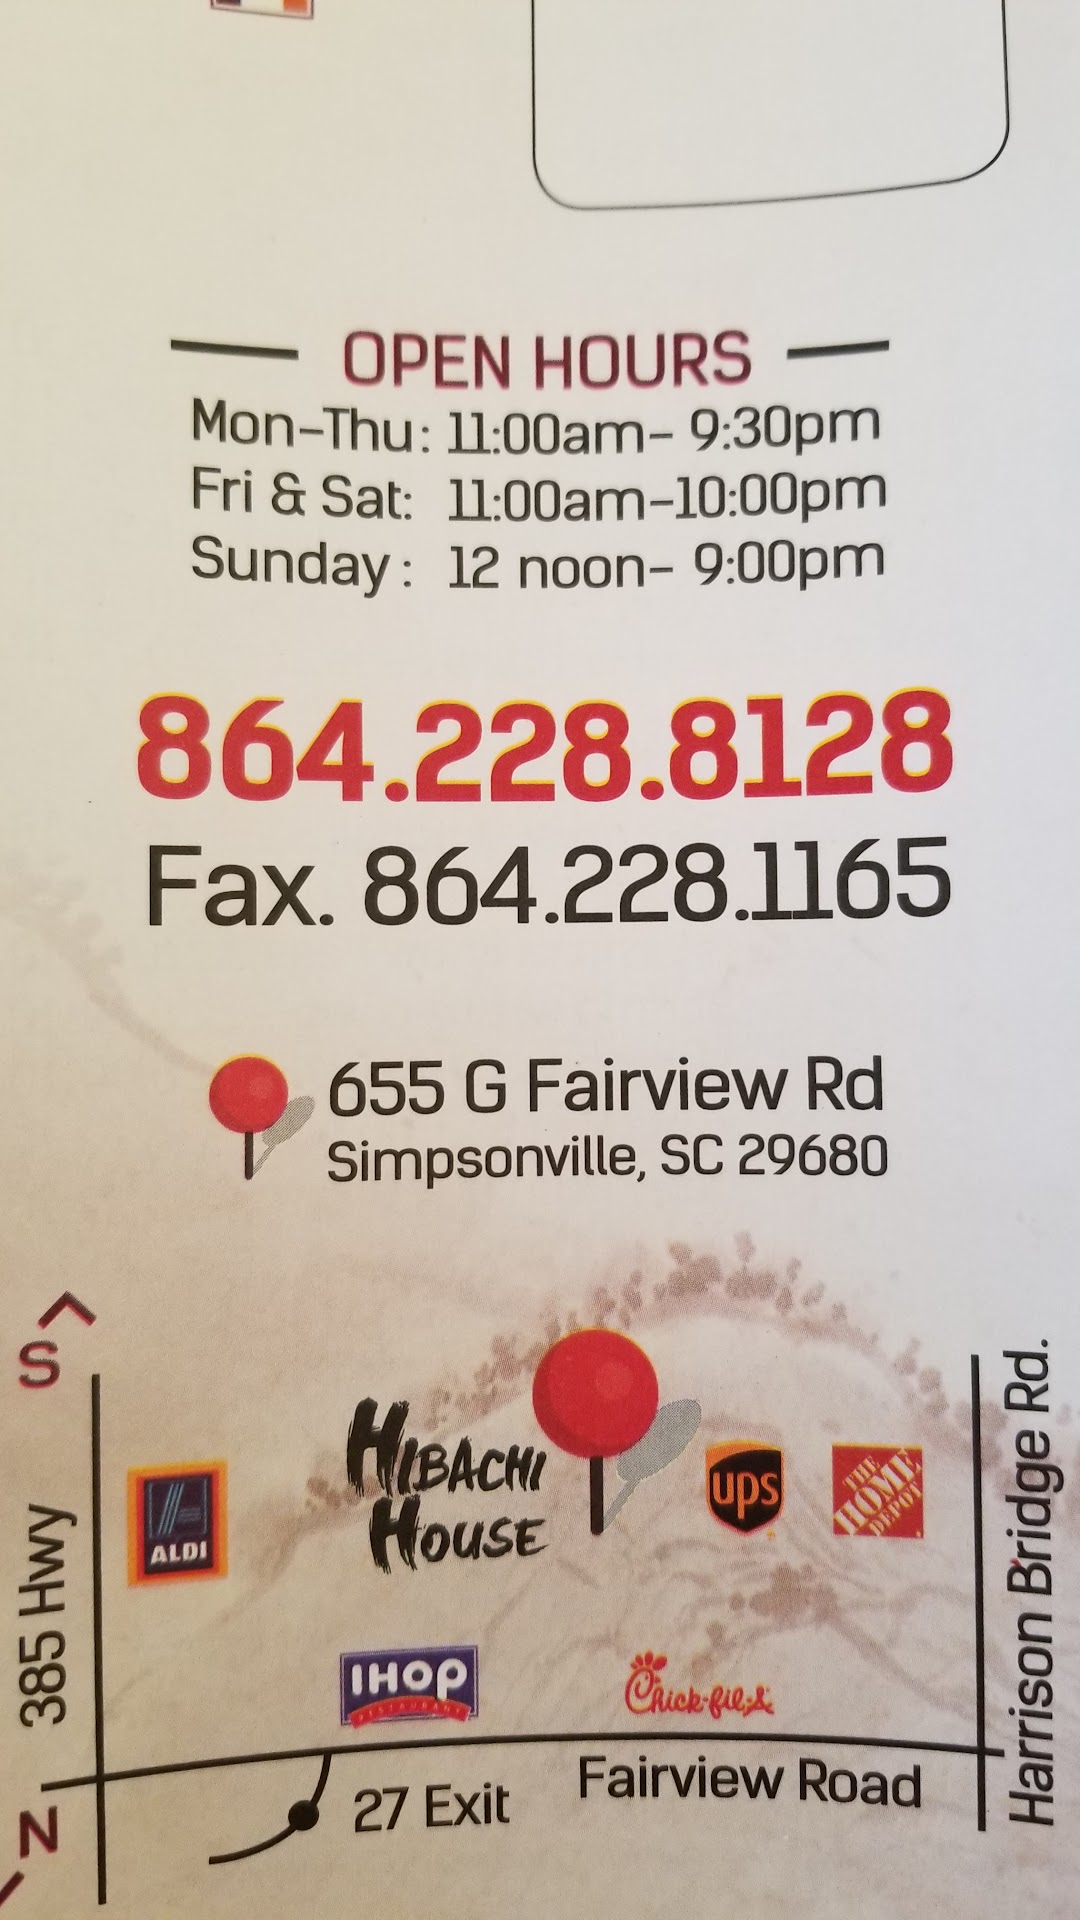 OPEN HOURS
Mon-Thu: 11:00am- 9:30pm
Fri & Sat: 11:00am-10:00pm
Sunday: 12 noon- 9:00pm
864.228.8128
Fax. 864.228.1165
655 G Fairview Rd
Simpsonville, SC 29680
S
385 Hwy
N
ALDI
HIBACHI
HOUSE
ups
THE
HOME
DEPOT
Harrison Bridge Rd.
IHOP
RESTAURANT
Chick-fil-A
27 Exit
Fairview Road